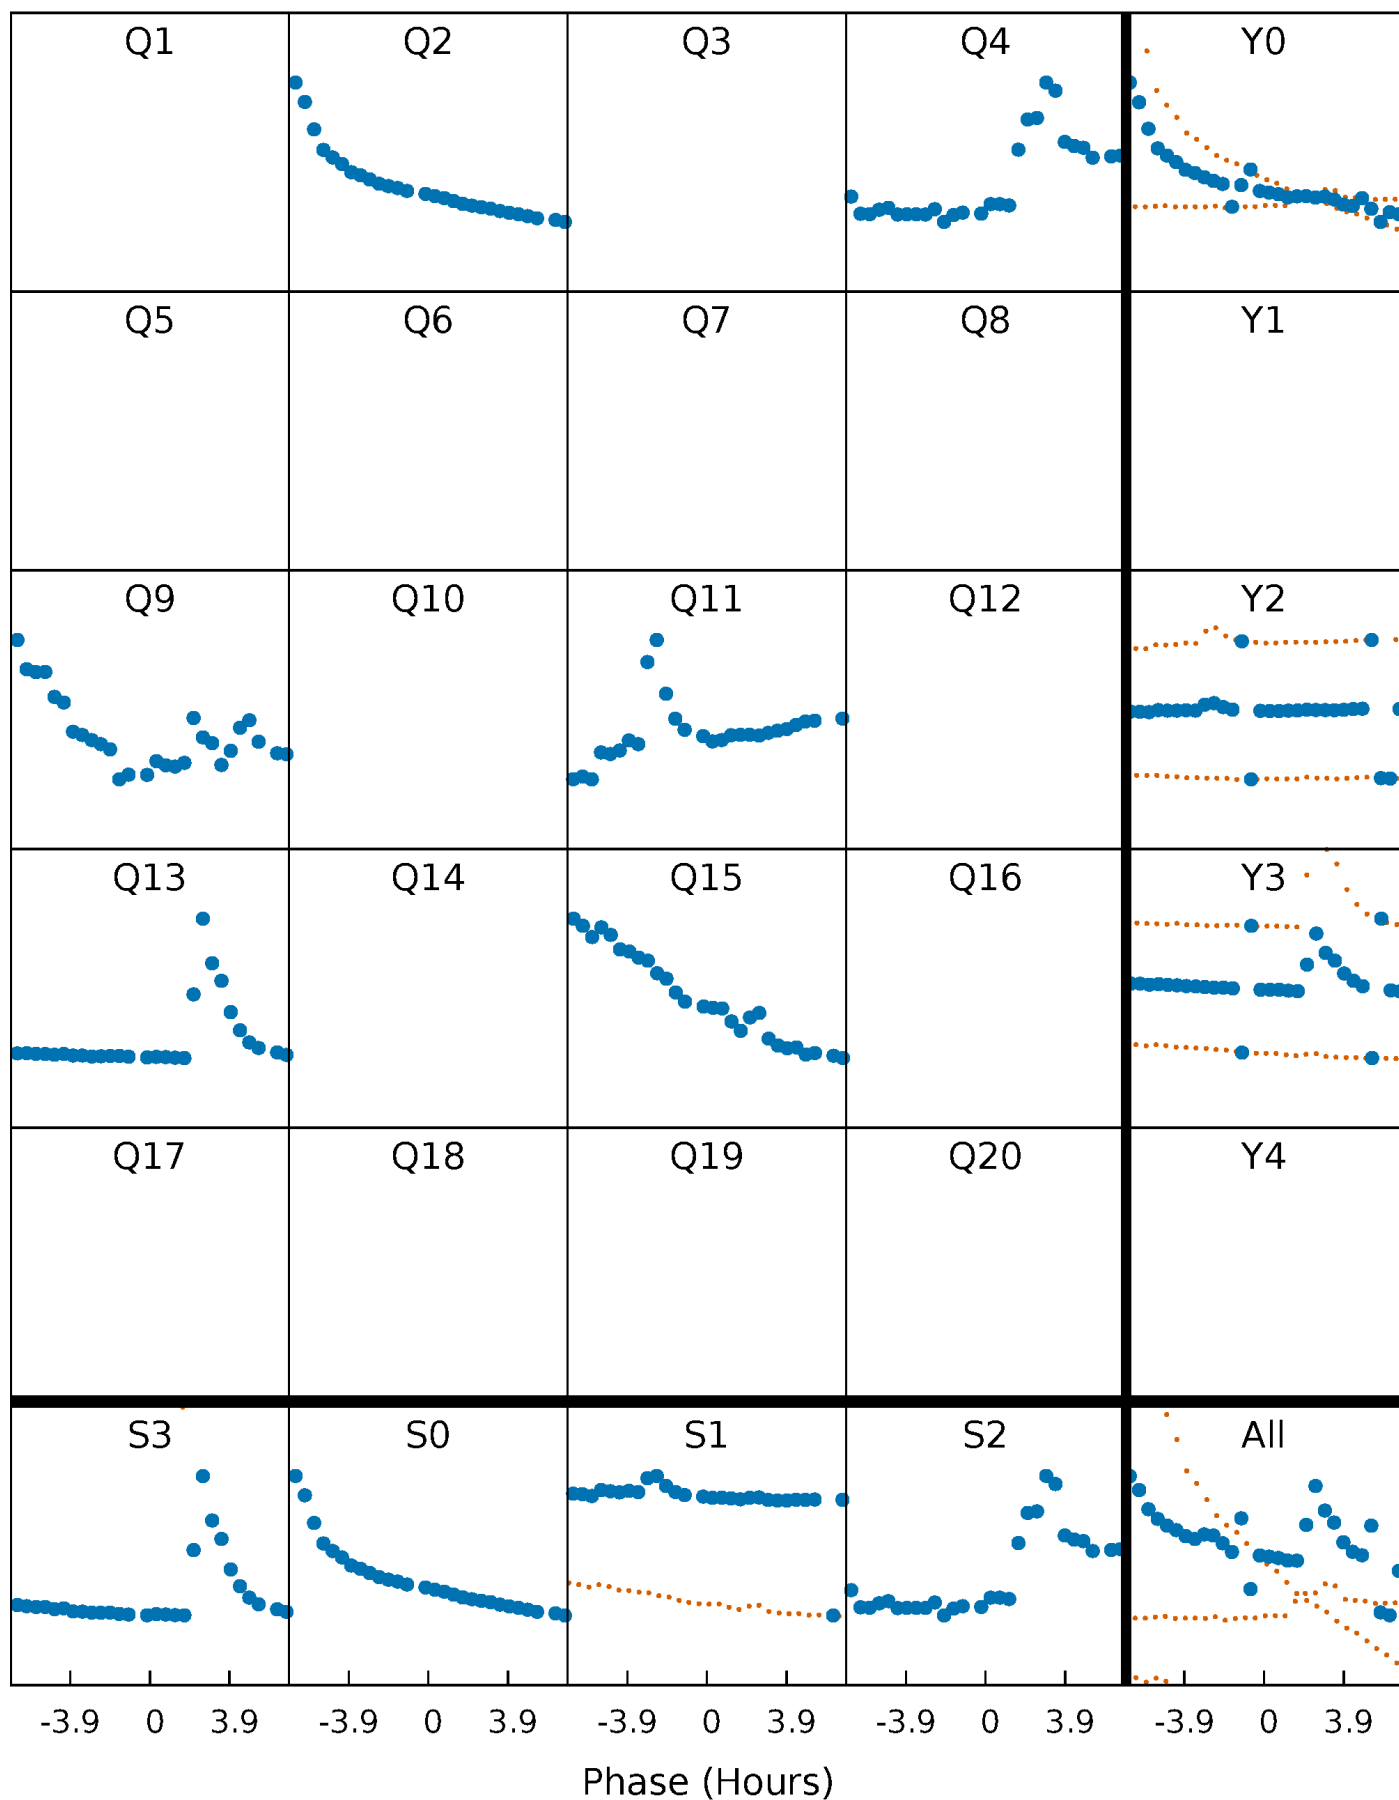 Q1 Q2 Q3 Q4 Y0
Q5 Q6 Q7 Q8 Y1
Q9 Q10 Q11 Q12 Y2
Q13 Q14 Q15 Q16 Y3
Q17 Q18 Q19 Q20 Y4
S3 S0 S1 S2 All
-3.9 0 3.9 -3.9 0 3.9 -3.9 0 3.9 -3.9 0 3.9 -3.9 0 3.9
Phase (Hours)